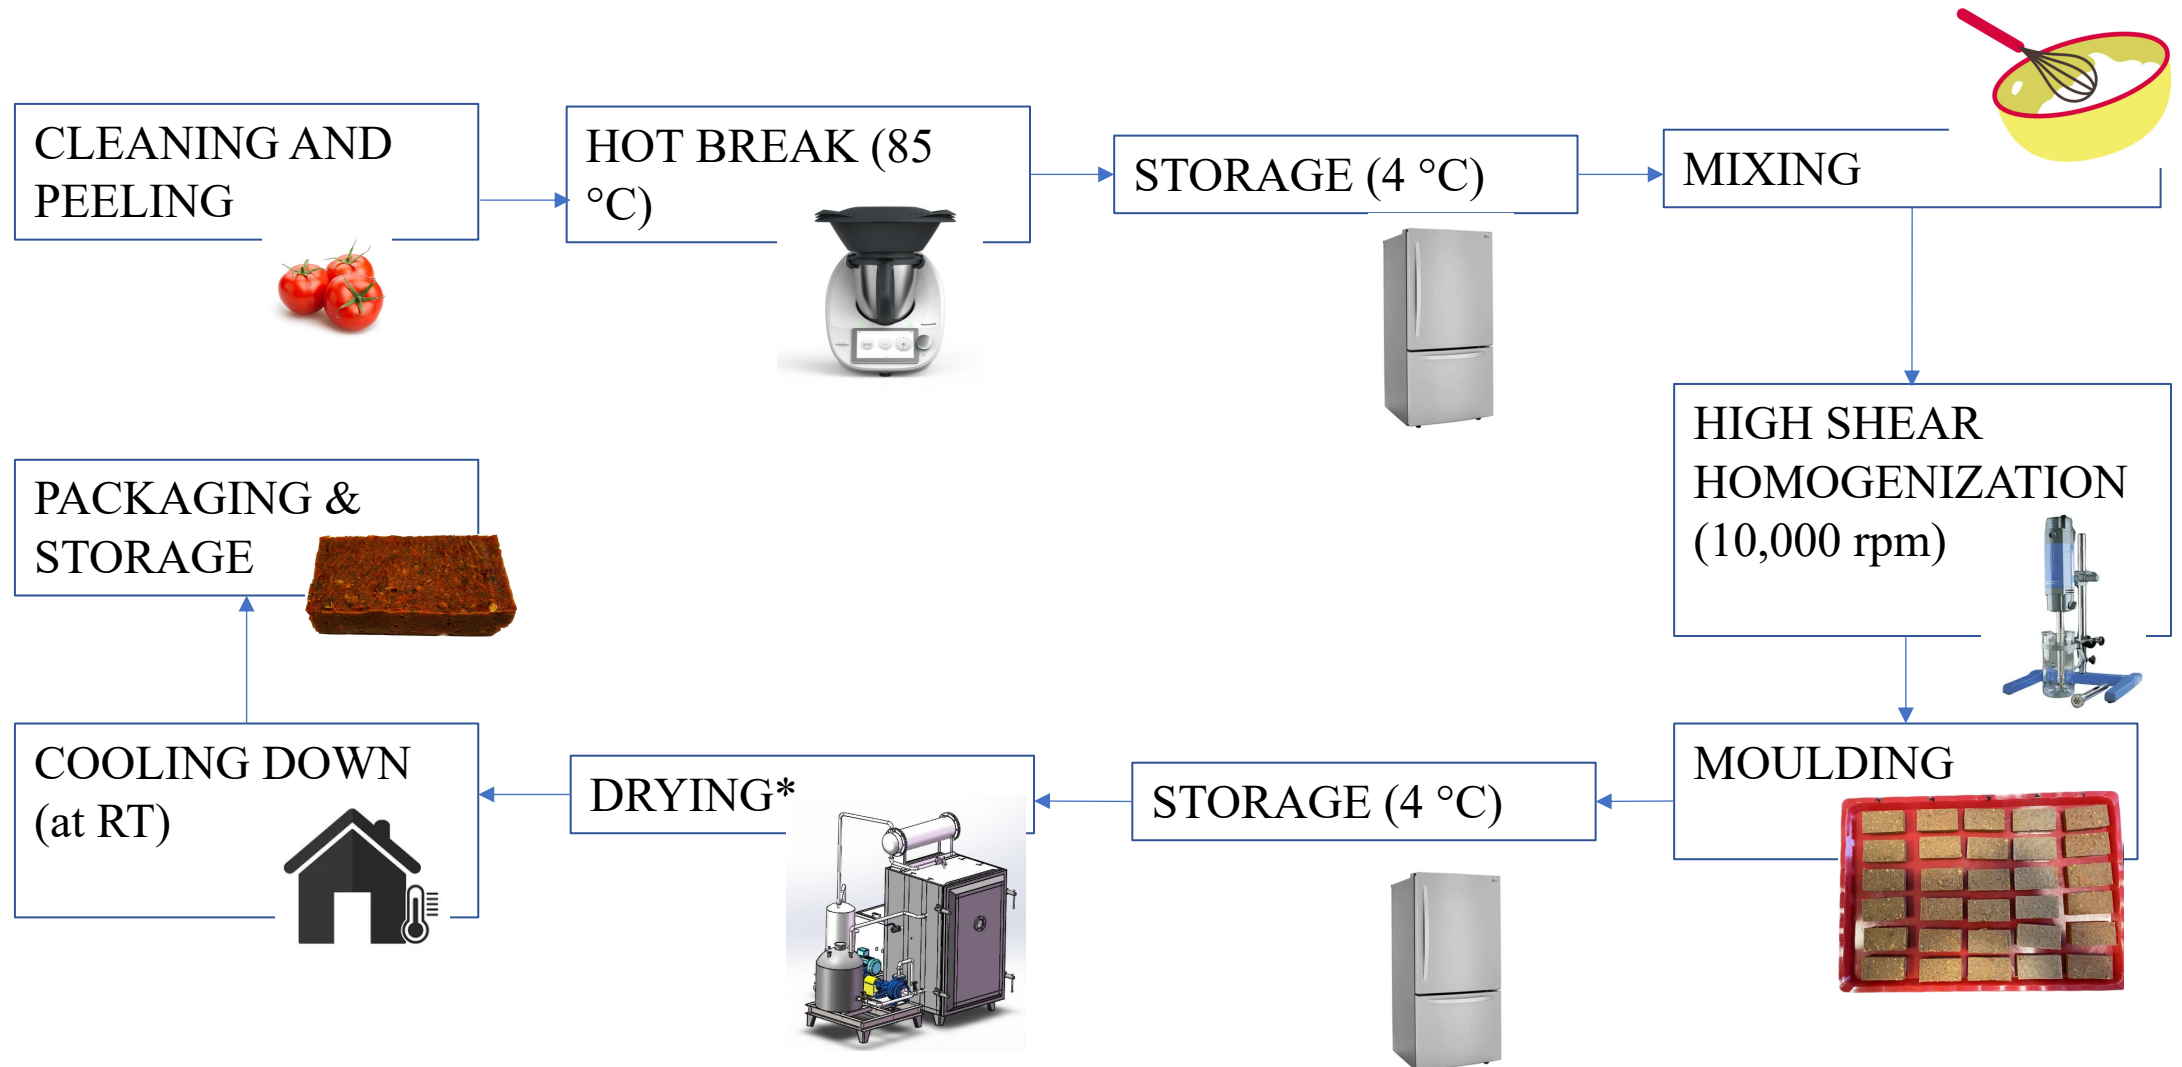 CLEANING AND
PEELING
HOT BREAK (85
°C)
STORAGE (4 °C)
MIXING
HIGH SHEAR
HOMOGENIZATION
(10,000 rpm)
MOULDING
STORAGE (4 °C)
DRYING*
COOLING DOWN
(at RT)
PACKAGING &
STORAGE